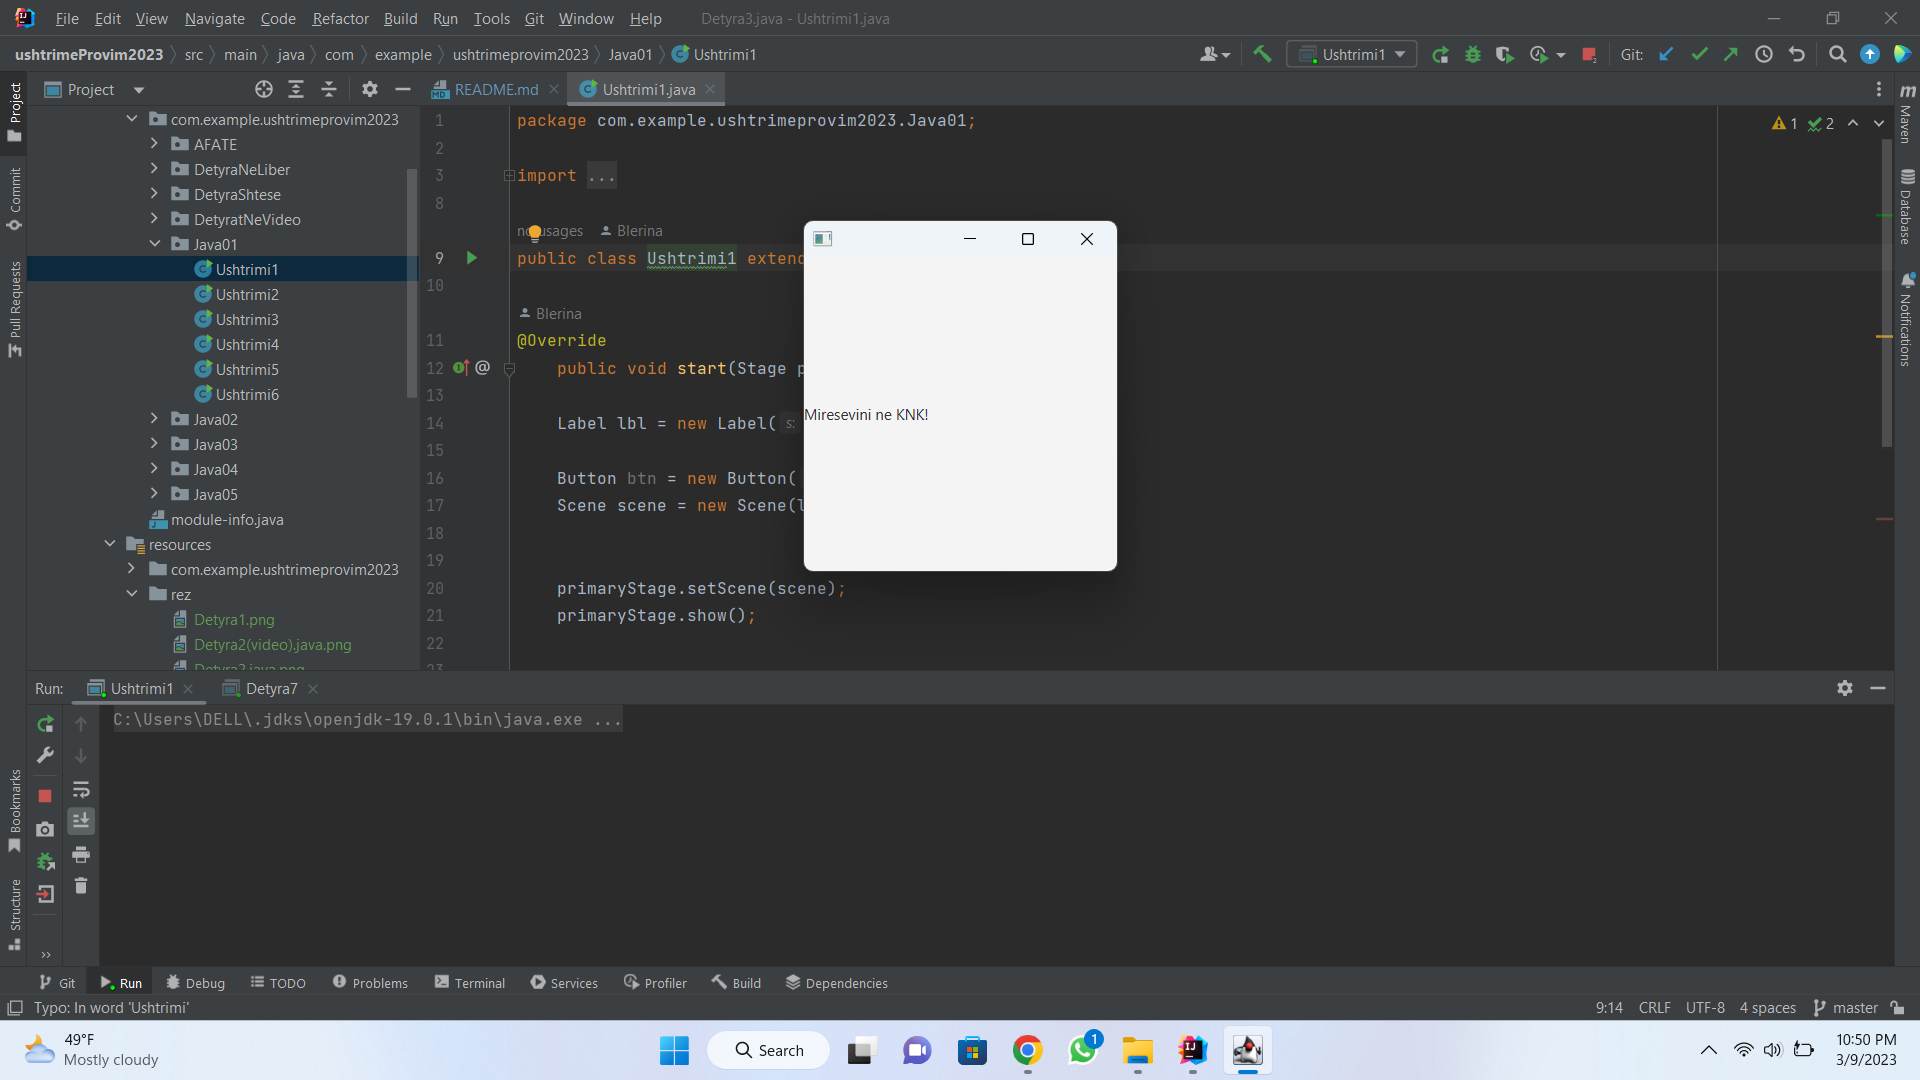 File Edit View Navigate Code Refactor Build Run Tools Git Window Help Detyra3.java - Ushtrimi1.java
ushtrimeProvim2023 src main java com example ushtrimeprovim2023 Java01 Ushtrimi1 Ushtrimi1 Git:
Project README.md Ushtrimi1.java
com.example.ushtrimeprovim2023
AFATE
DetyraNeLiber
DetyraShtese
DetyratNeVideo
Java01
Ushtrimi1
Ushtrimi2
Ushtrimi3
Ushtrimi4
Ushtrimi5
Ushtrimi6
Java02
Java03
Java04
Java05
module-info.java
resources
com.example.ushtrimeprovim2023
rez
Detyra1.png
Detyra2(video).java.png
Detyra2.java.png
Project
Commit
Pull Requests
Bookmarks
Structure
1 package com.example.ushtrimeprovim2023.Java01;
2
3 import ...
8
usages Blerina
9 public class Ushtrimi1 extend
10
Blerina
11 @Override
12 public void start(Stage p
13
14 Label lbl = new Label( s:
15
16 Button btn = new Button(
17 Scene scene = new Scene(l
18
19
20 primaryStage.setScene(scene);
21 primaryStage.show();
22
23
1 2
Miresevini ne KNK!
Maven
Database
Notifications
Run: Ushtrimi1 Detyra7
C:\Users\DELL\.jdks\openjdk-19.0.1\bin\java.exe ...
Git Run Debug TODO Problems Terminal Services Profiler Build Dependencies
Typo: In word 'Ushtrimi' 9:14 CRLF UTF-8 4 spaces master
49°F
Mostly cloudy
Search
1
10:50 PM
3/9/2023